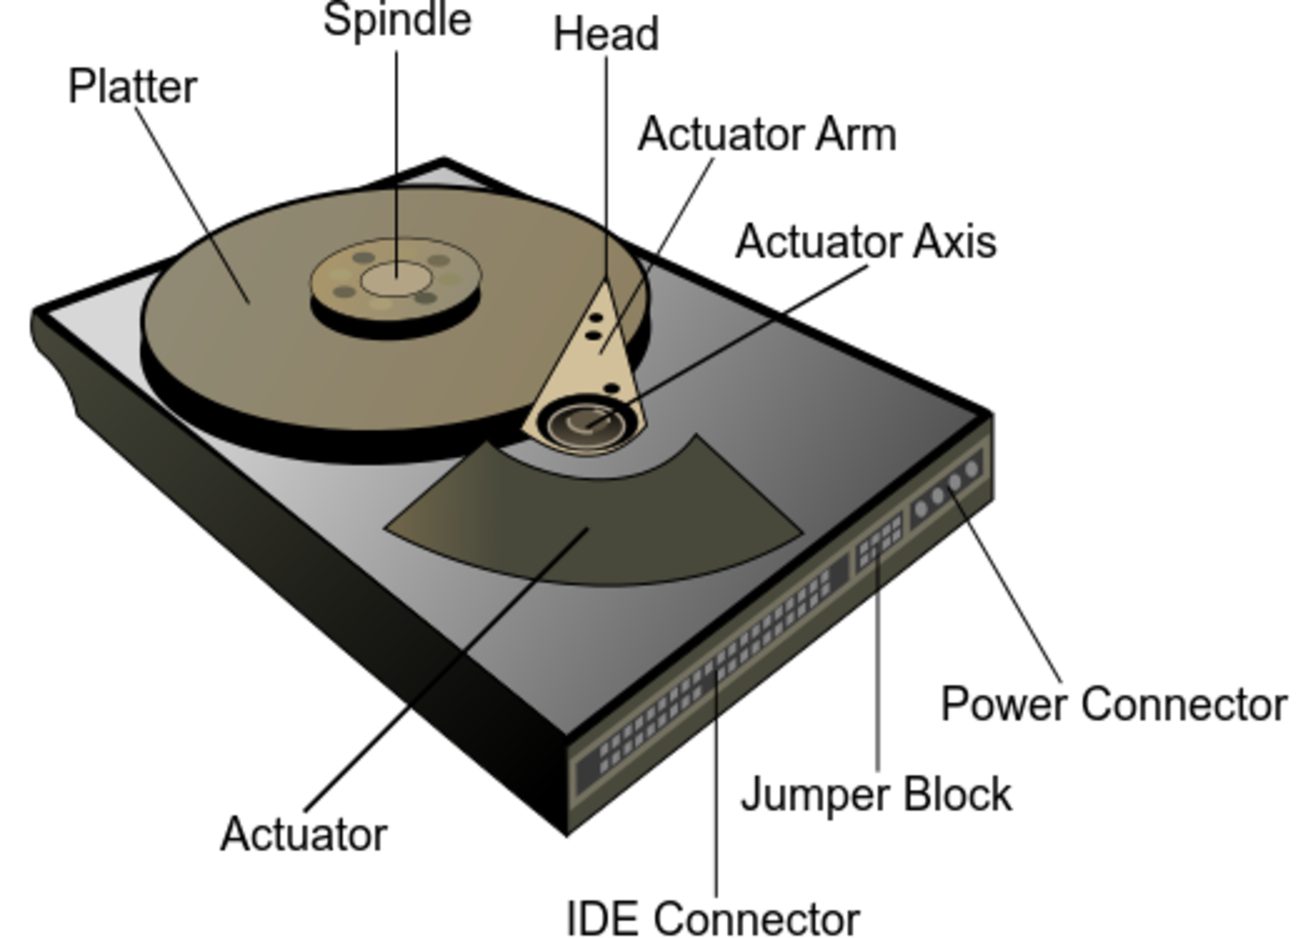 Spindle
Head
Platter
Actuator Arm
Actuator Axis
Power Connector
Jumper Block
Actuator
IDE Connector